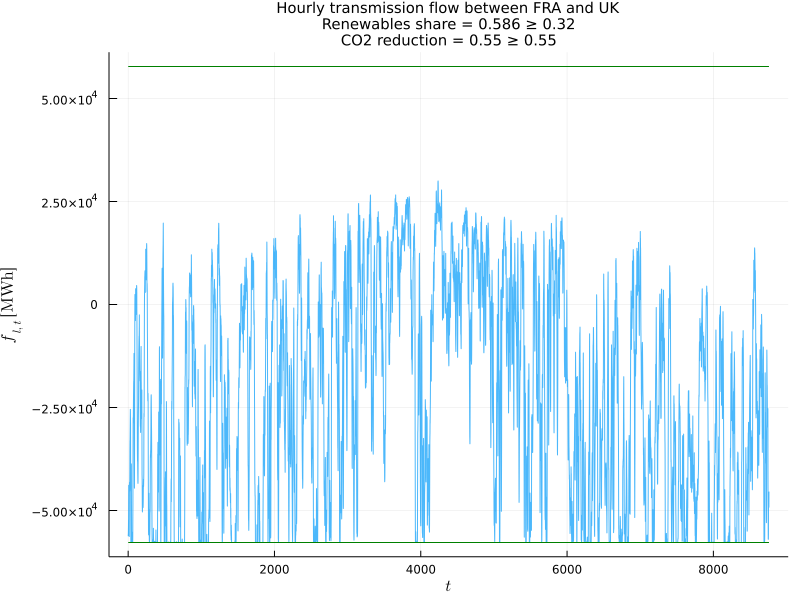 Hourly transmission flow between FRA and UK
Renewables share = 0.586 ≥ 0.32
CO2 reduction = 0.55 ≥ 0.55
5.00×10⁴
2.50×10⁴
0
−2.50×10⁴
−5.00×10⁴
f l,t [MWh]
0 2000 4000 6000 8000
t